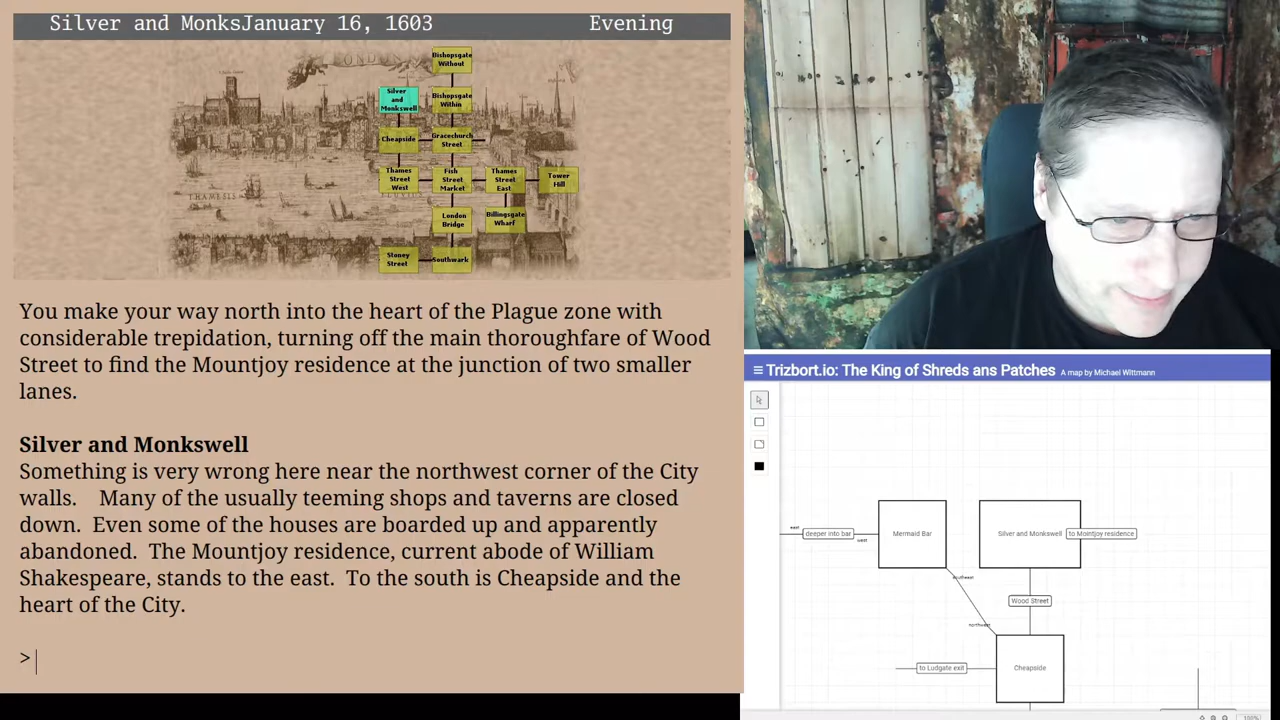 Silver and MonksJanuary 16, 1603 Evening
Bishopsgate
Without
Silver
and
Monkswell
Bishopsgate
Within
Cheapside
Gracechurch
Street
Thames
Street
West
Fish
Street
Market
Thames
Street
East
Tower
Hill
THAMESIS
London
Bridge
Billingsgate
Wharf
Stoney
Street
Southwark
You make your way north into the heart of the Plague zone with
considerable trepidation, turning off the main thoroughfare of Wood
Street to find the Mountjoy residence at the junction of two smaller
lanes.
Silver and Monkswell
Something is very wrong here near the northwest corner of the City
walls. Many of the usually teeming shops and taverns are closed
down. Even some of the houses are boarded up and apparently
abandoned. The Mountjoy residence, current abode of William
Shakespeare, stands to the east. To the south is Cheapside and the
heart of the City.
>
≡ Trizbort.io: The King of Shreds ans Patches A map by Michael Wittmann
east
deeper into bar
west
Mermaid Bar
Silver and Monkswell
to Mointjoy residence
southeast
Wood Street
northwest
to Ludgate exit
Cheapside
100%